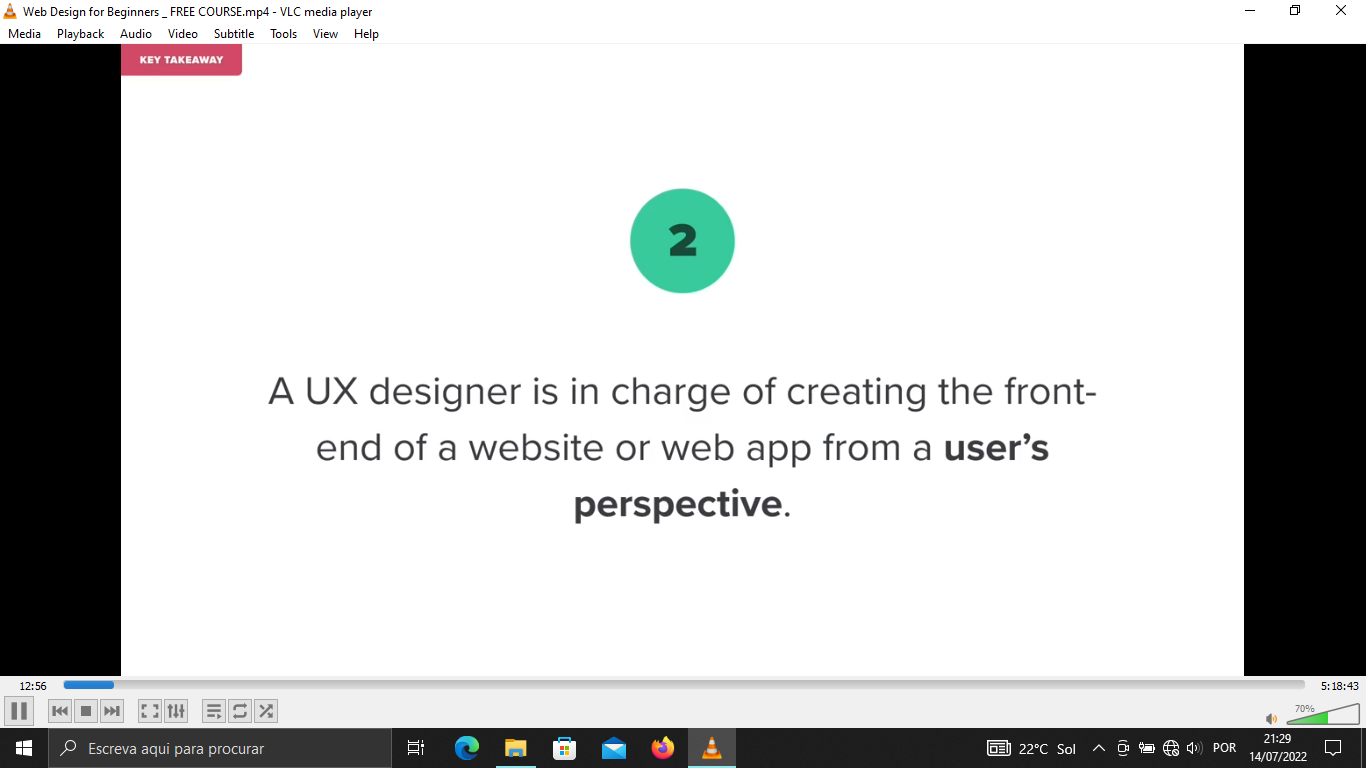 Web Design for Beginners _ FREE COURSE.mp4 - VLC media player
Media Playback Audio Video Subtitle Tools View Help
KEY TAKEAWAY
2
A UX designer is in charge of creating the front-
end of a website or web app from a user's
perspective.
12:56 5:18:43
70%
Escreva aqui para procurar
22°C Sol
POR
21:29
14/07/2022